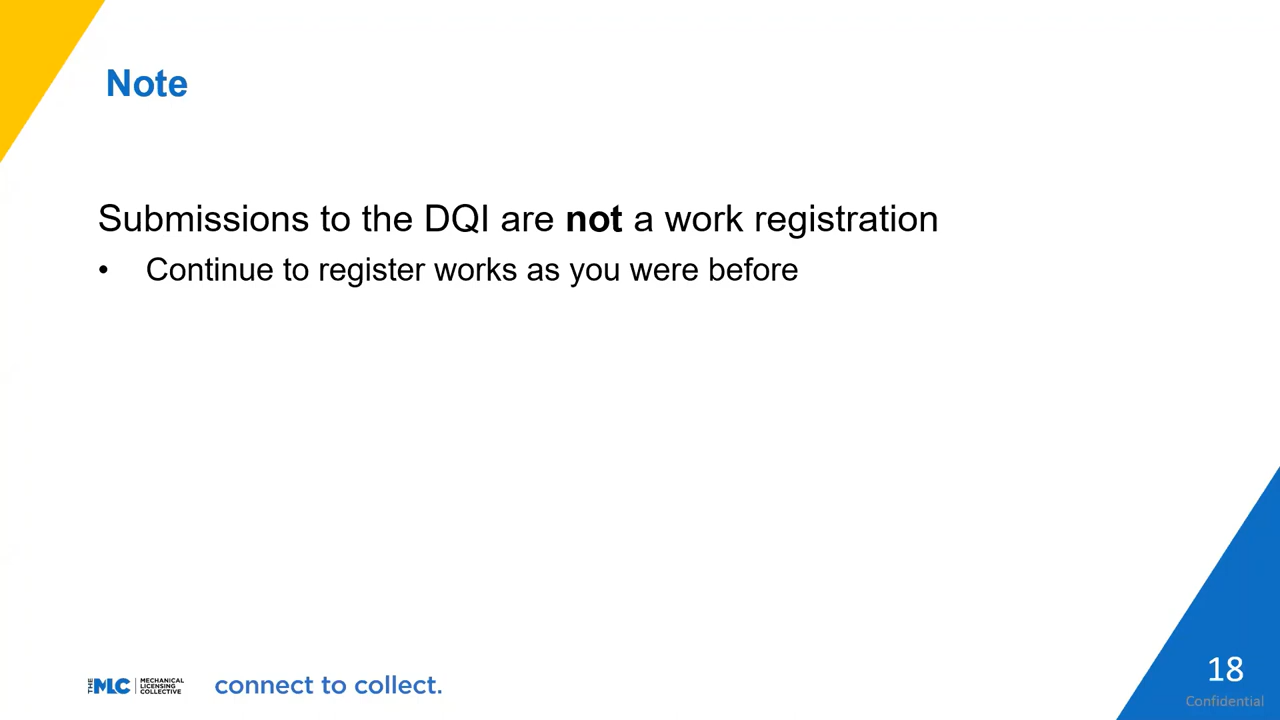 Note
Submissions to the DQI are not a work registration
• Continue to register works as you were before
THE MLC MECHANICAL
LICENSING
COLLECTIVE
connect to collect.
18
Confidential